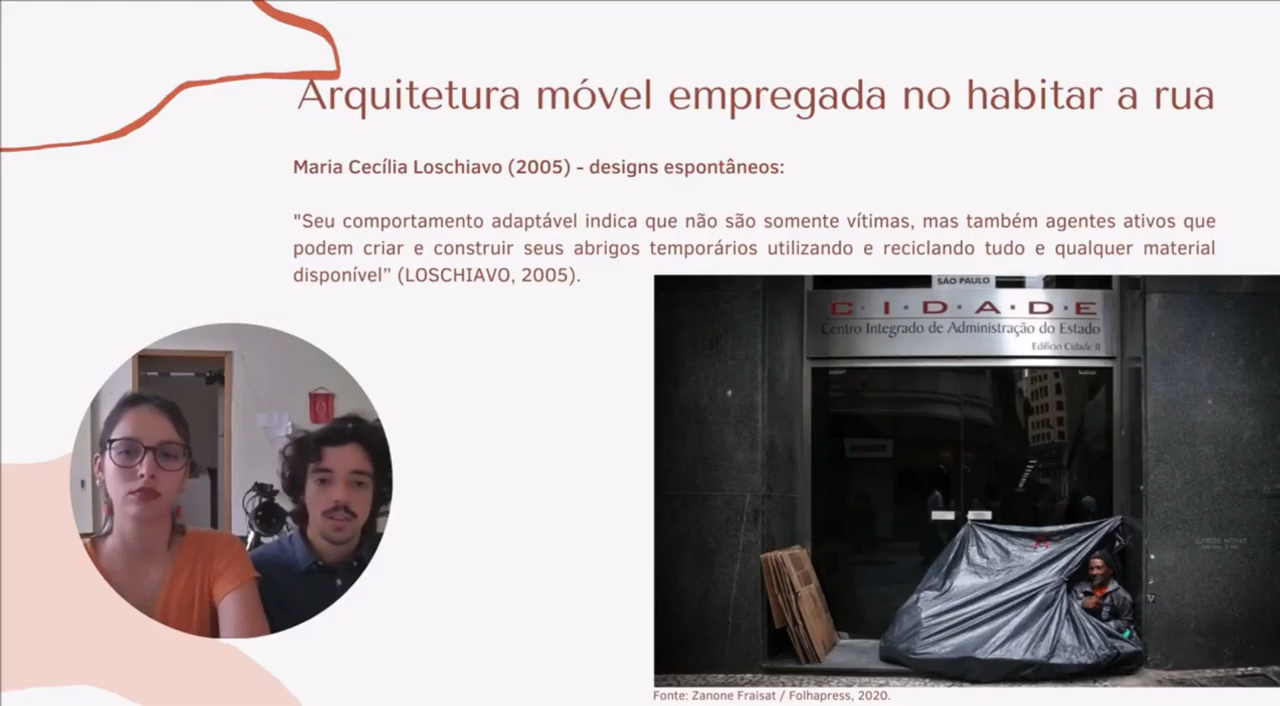 Arquitetura móvel empregada no habitar a rua
Maria Cecília Loschiavo (2005) - designs espontâneos:
"Seu comportamento adaptável indica que não são somente vítimas, mas também agentes ativos que
podem criar e construir seus abrigos temporários utilizando e reciclando tudo e qualquer material
disponível” (LOSCHIAVO, 2005).
SÃO PAULO
C·I·D·A·D·E
Centro Integrado de Administração do Estado
Edifício Cidade II
Fonte: Zanone Fraisat / Folhapress, 2020.